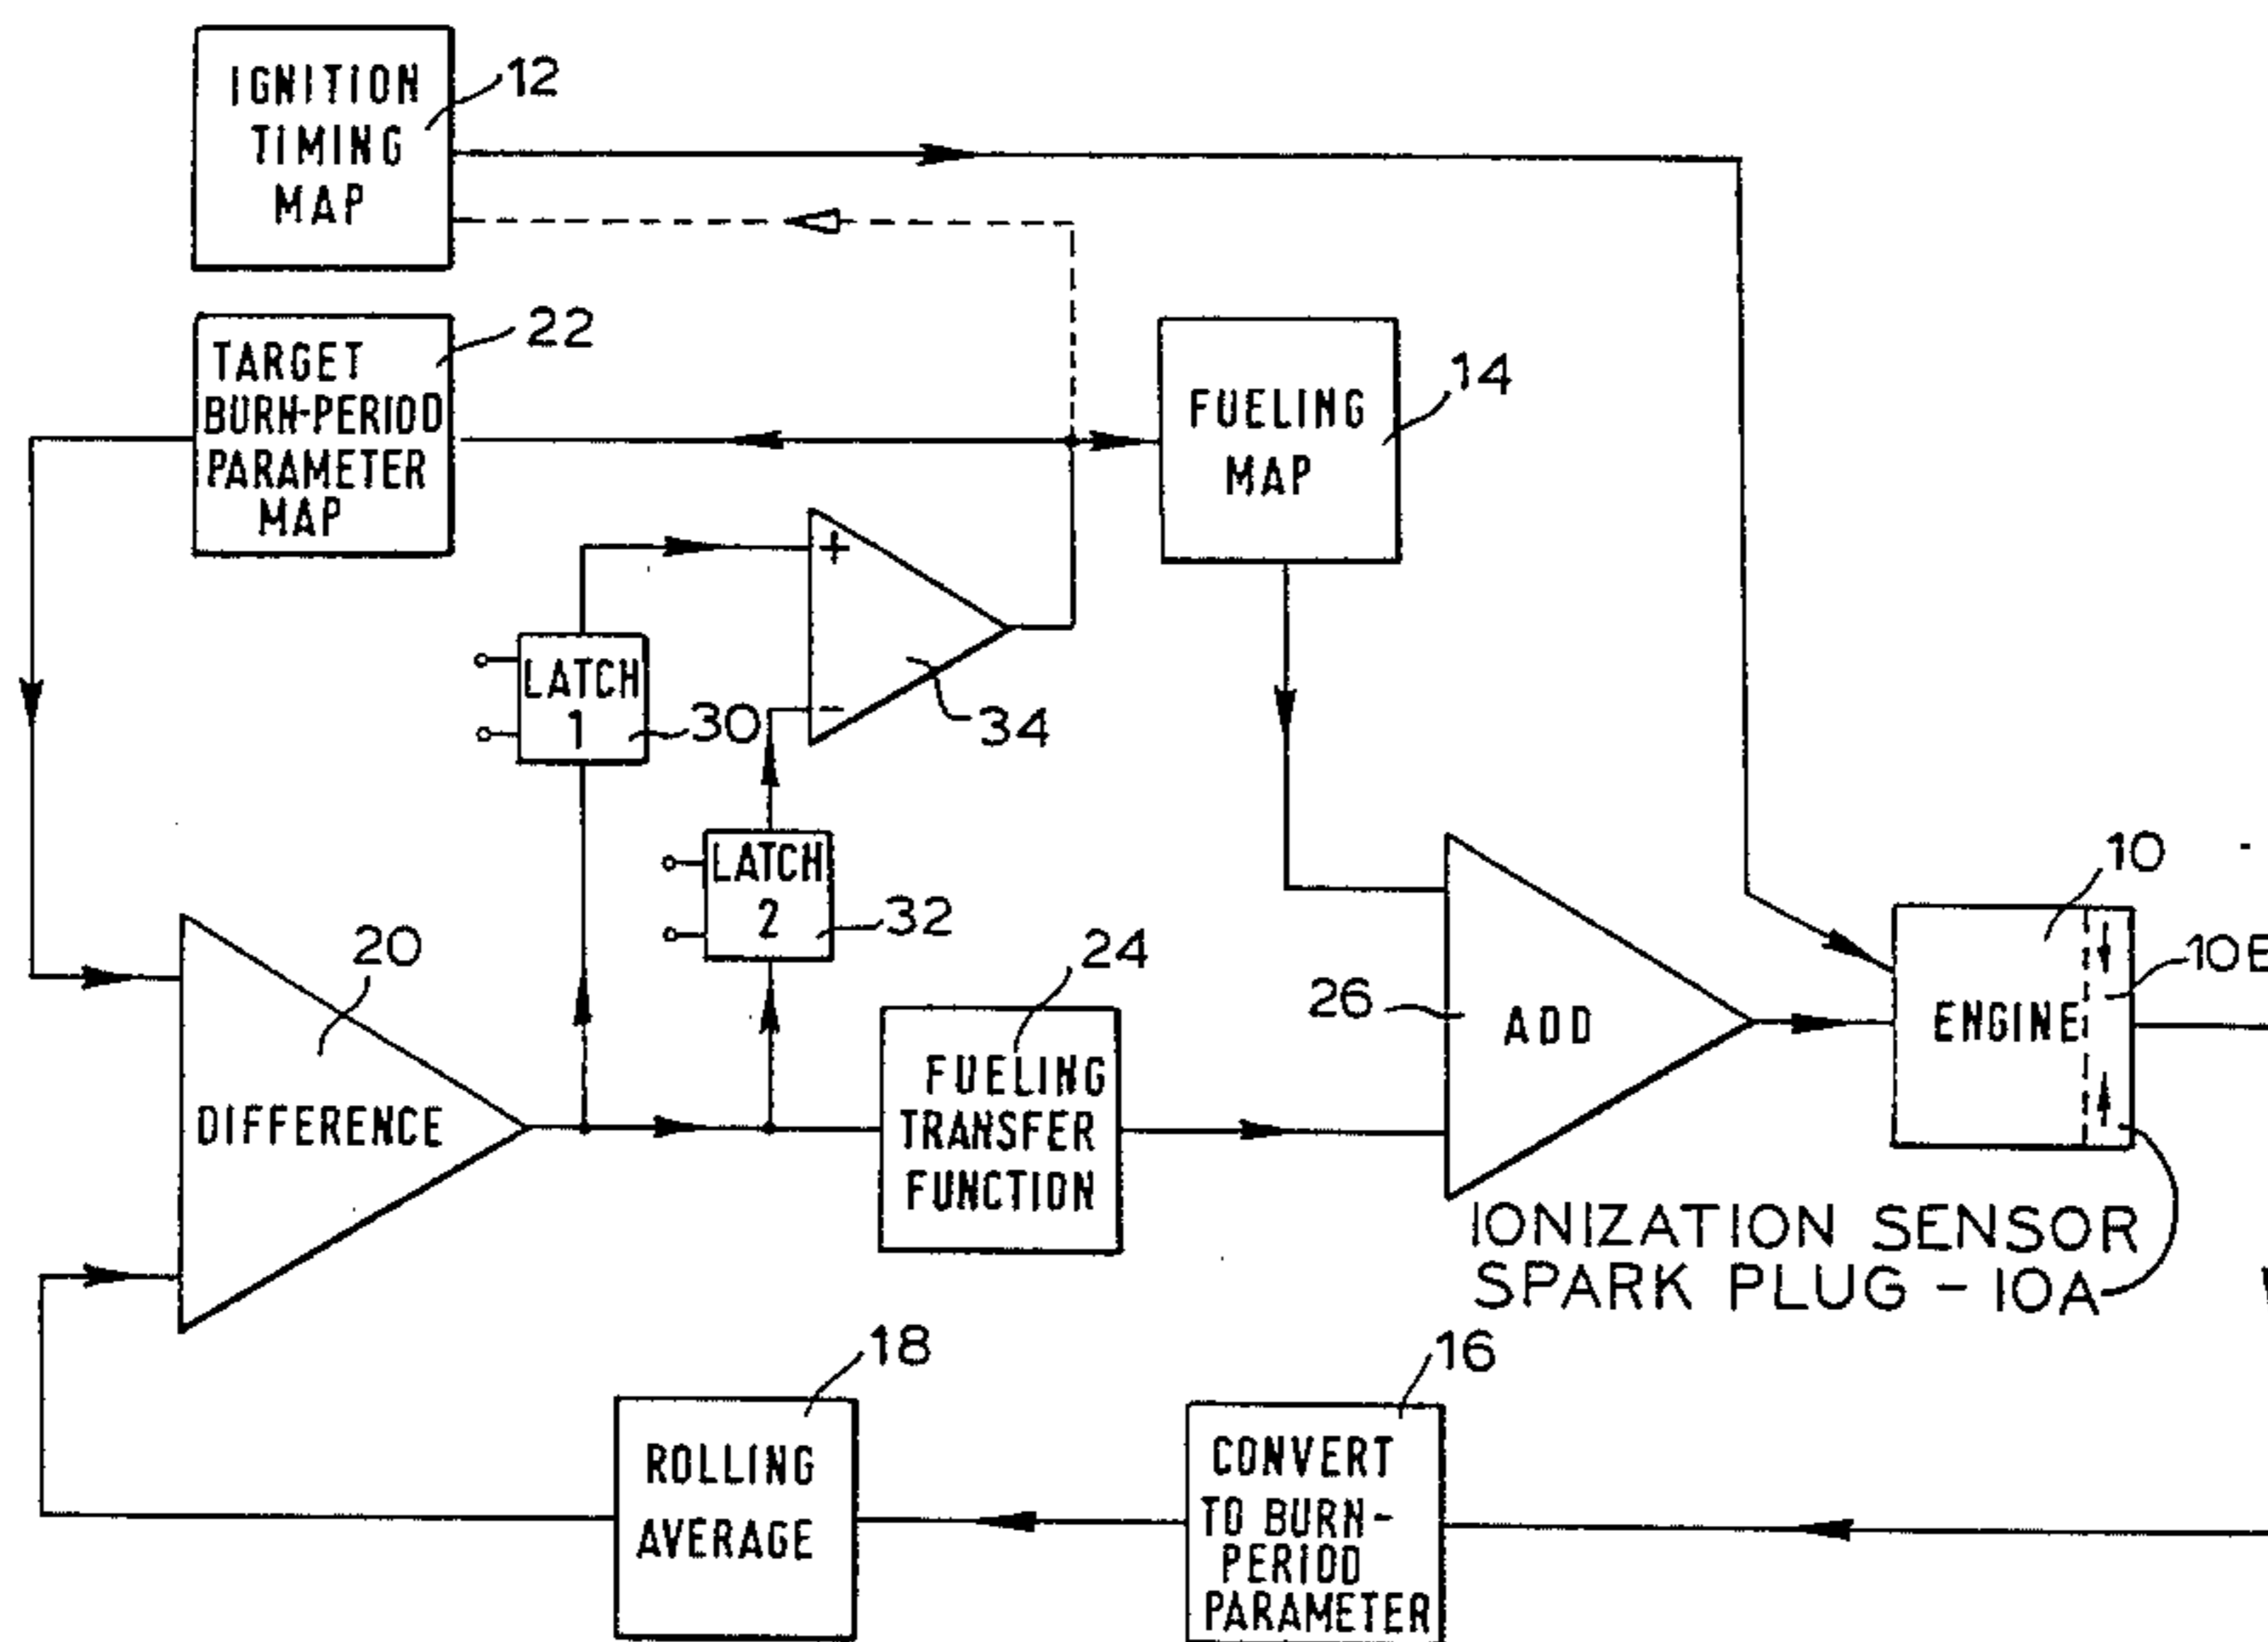 IGNITION
TIMING
MAP
12
TARGET
BURH-PERIOD
PARAMETER
MAP
22
FUELING
MAP
14
+
-
34
LATCH
1
30
LATCH
2
32
DIFFERENCE
20
FUELING
TRANSFER
FUNCTION
24
ADD
26
ENGINE
10
10B
IONIZATION SENSOR
SPARK PLUG - 10A
ROLLING
AVERAGE
18
CONVERT
TO BURN-
PERIOD
PARAMETER
16